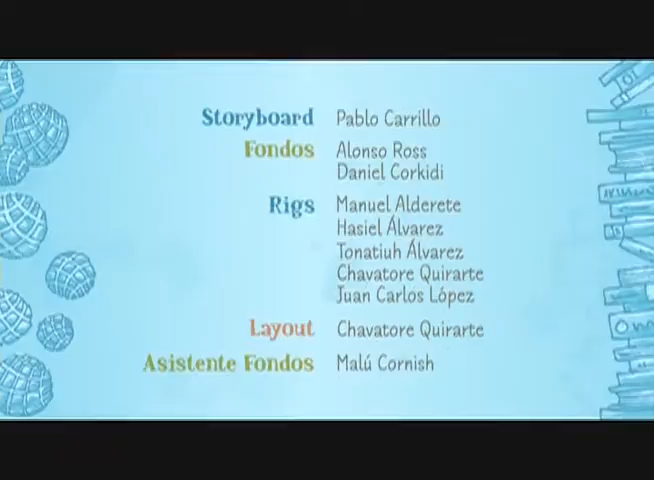 Storyboard Pablo Carrillo
Fondos Alonso Ross
Daniel Corkidi
Rigs Manuel Alderete
Hasiel Álvarez
Tonatiuh Álvarez
Chavatore Quirarte
Juan Carlos López
Layout Chavatore Quirarte
Asistente Fondos Malú Cornish